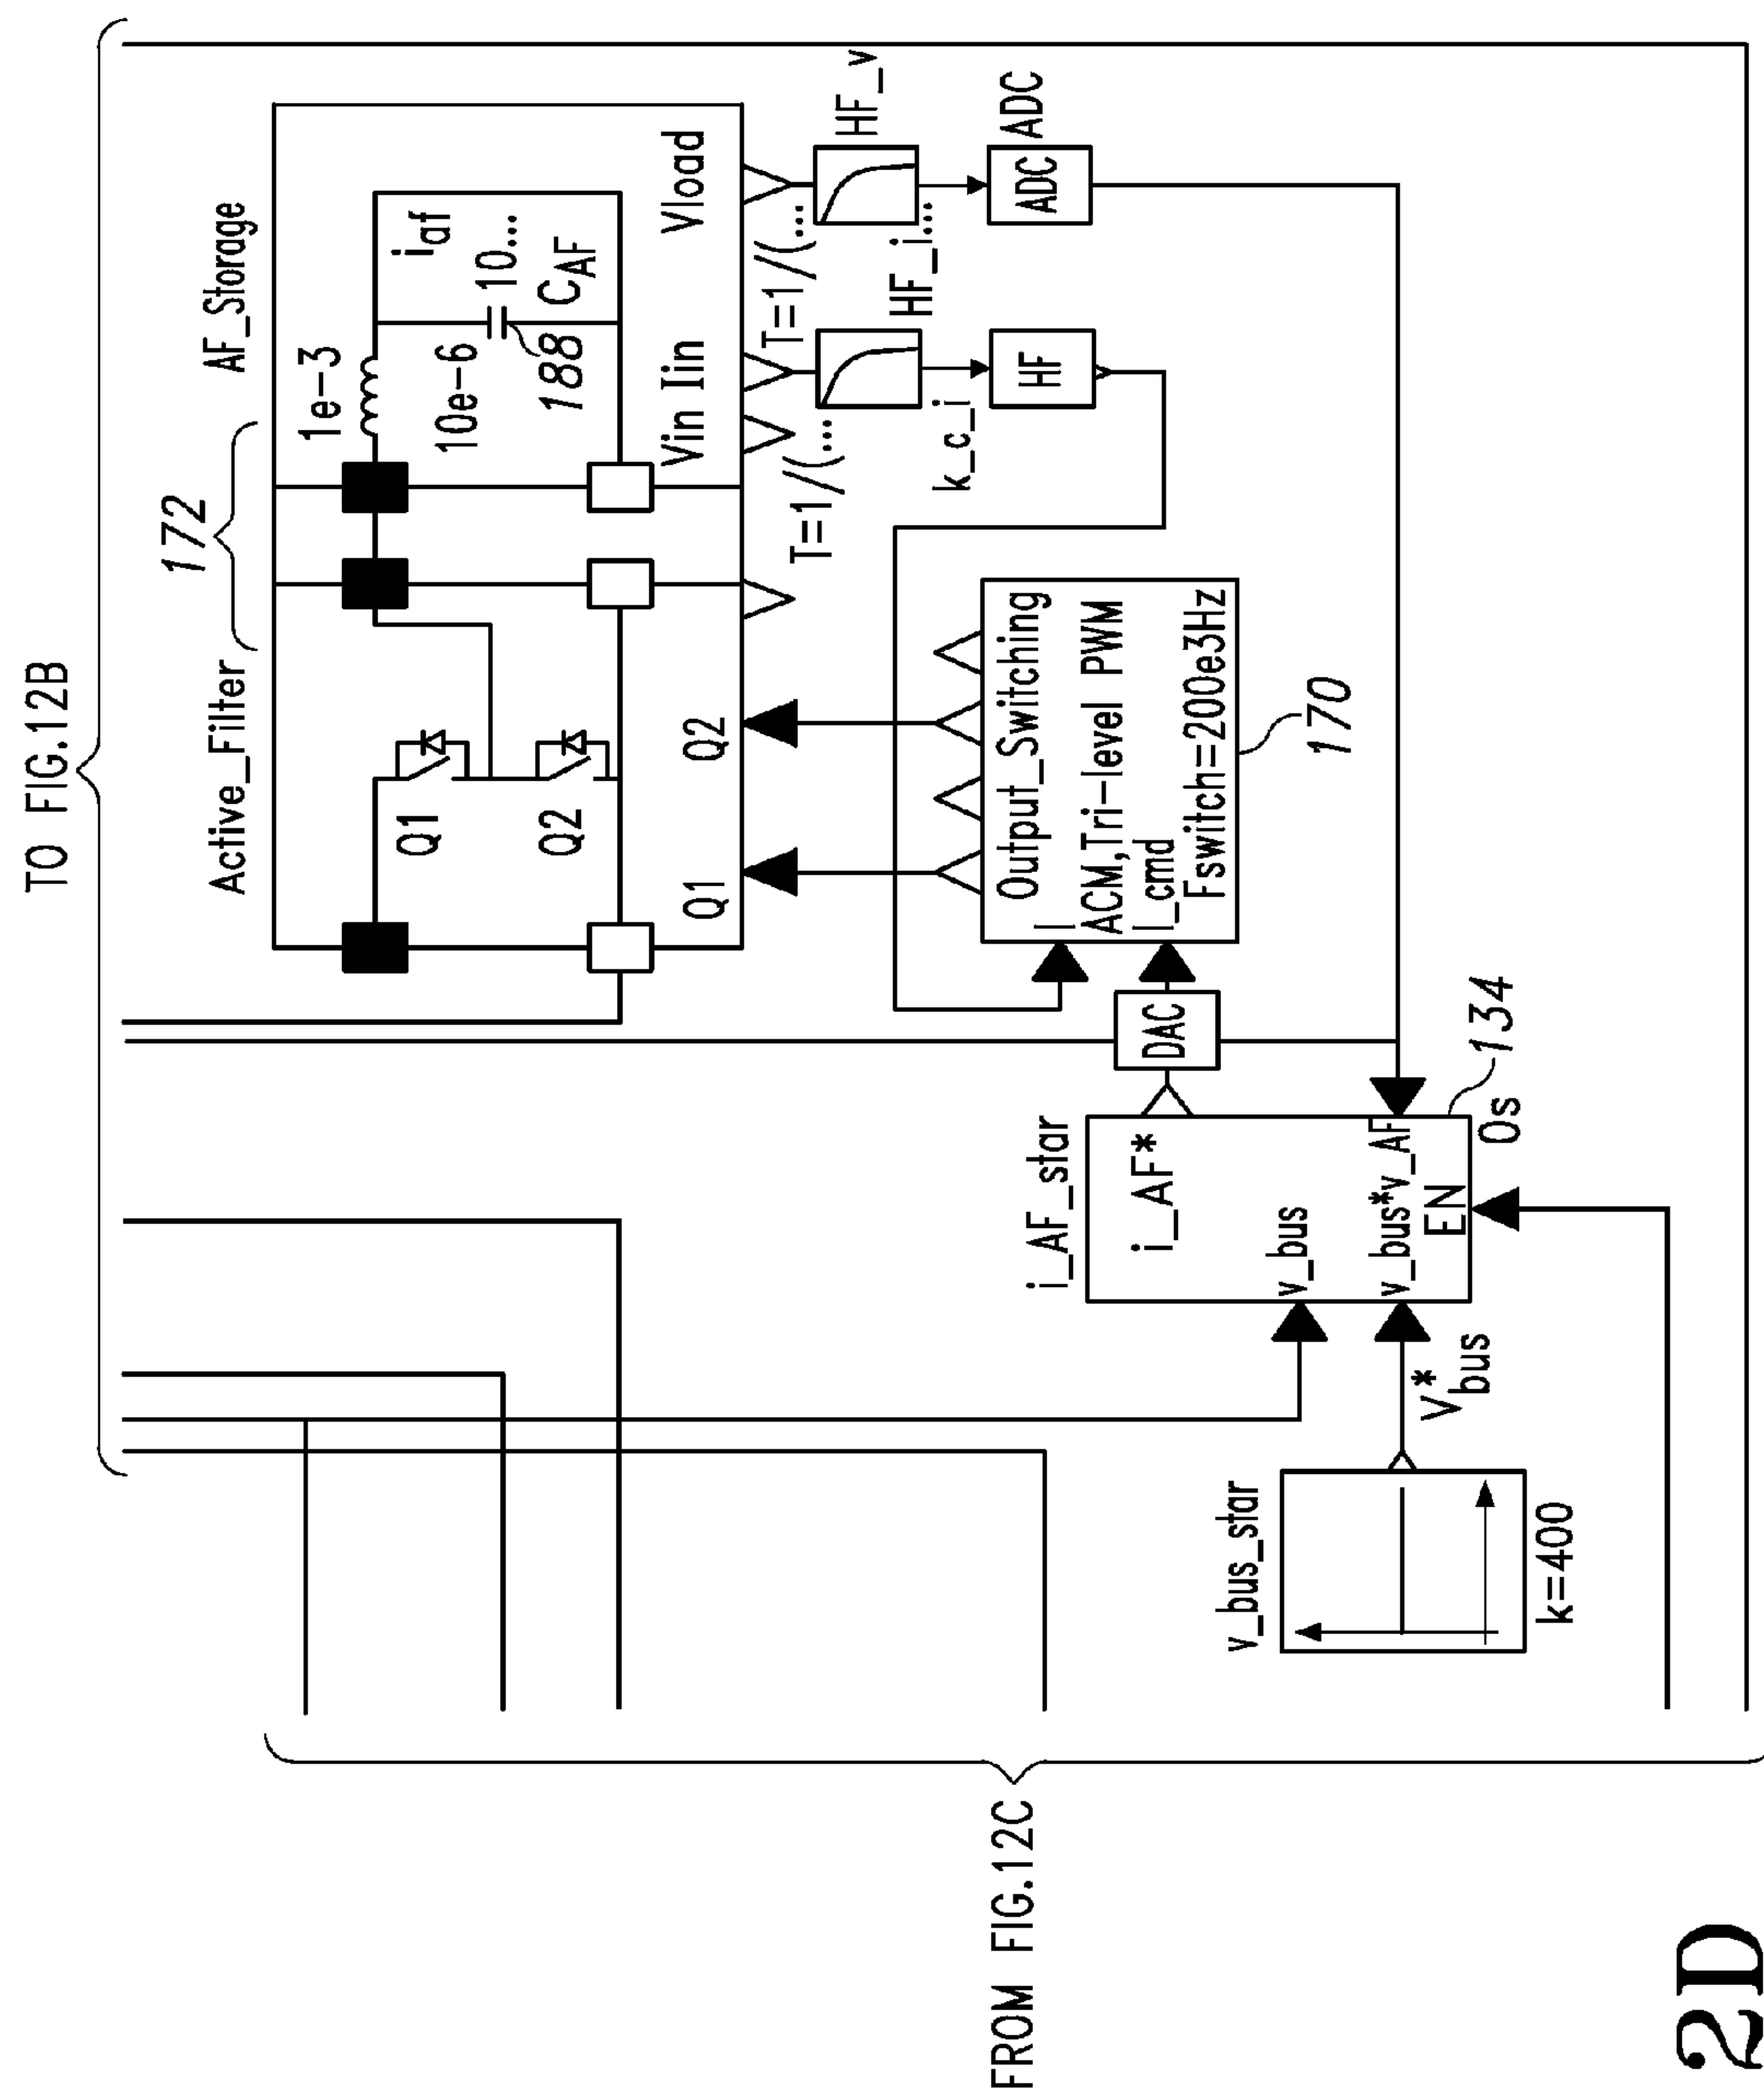 TO FIG.12B
172
Active_Filter
AF_Storage
1e-3
i af
Q1
10e-6
10...
Q2
188
C AF
Q1
Q2
Vin Iin
Vload
T=1/(....
T=1/(....
HF_v
HF_i...
k_c_i
HF
ADC
ADC
Output_Switching
I
ACM,Tri-level PWM
I_cmd
Fswitch=200e3Hz
170
DAC
i_AF_star
i_AF*
v_bus
v_bus*v_AF
EN
0s
134
V* bus
v_bus_star
k=400
FROM FIG.12C
2D